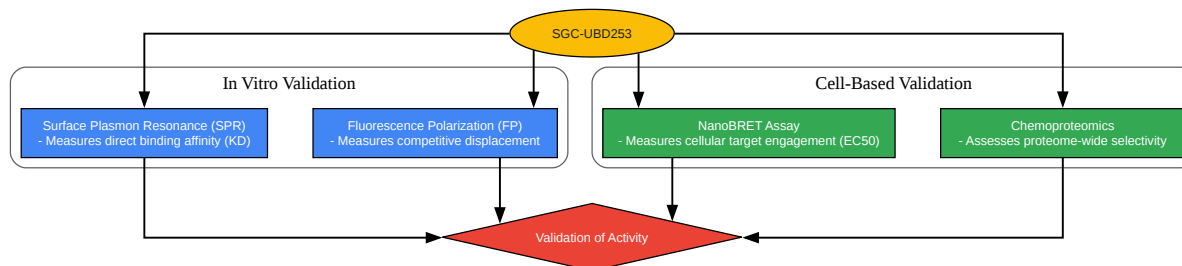 SGC-UBD253
In Vitro Validation
Cell-Based Validation
Surface Plasmon Resonance (SPR)
- Measures direct binding affinity (KD)
Fluorescence Polarization (FP)
- Measures competitive displacement
NanoBRET Assay
- Measures cellular target engagement (EC50)
Chemoproteomics
- Assesses proteome-wide selectivity
Validation of Activity